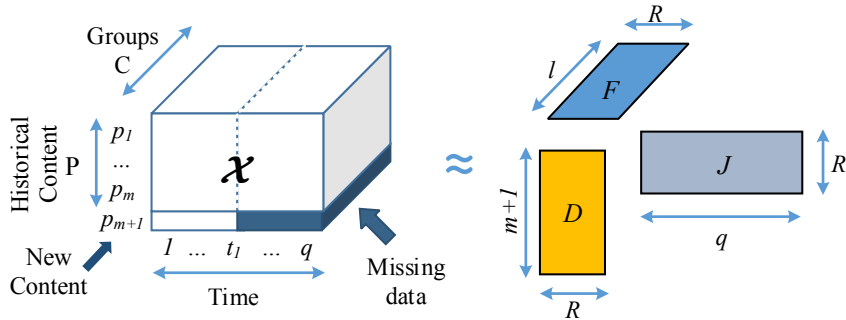 Groups
C
Historical
Content
P
p1
...
pm
pm+1
New
Content
𝒳
1 ... t1 ... q
Time
Missing
data
≈
l
R
F
m+1
D
R
J
R
q